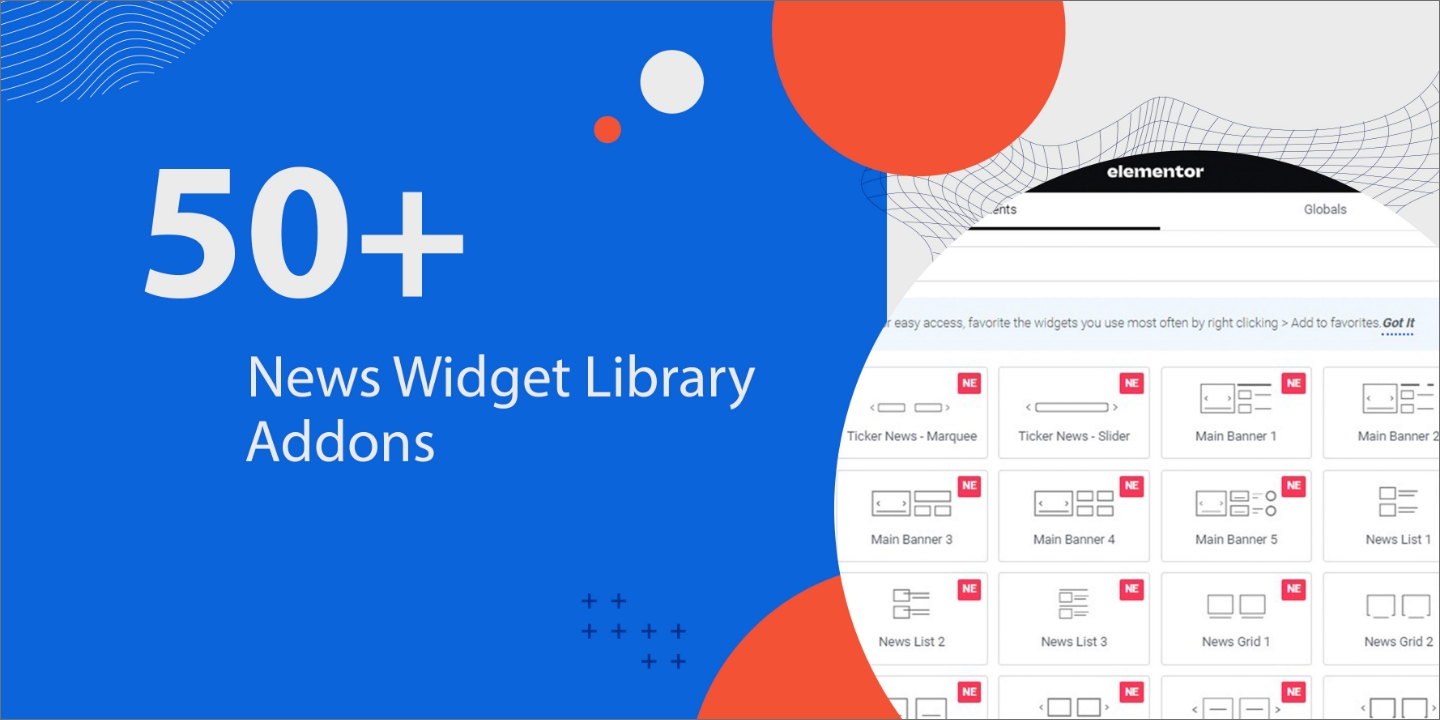 50+
News Widget Library
Addons
elementor
Globals
easy access, favorite the widgets you use most often by right clicking > Add to favorites. Got It
NE
NE
NE
Ticker News - Marquee
Ticker News - Slider
Main Banner 1
Main Banner 2
NE
NE
NE
Main Banner 3
Main Banner 4
Main Banner 5
News List 1
NE
NE
NE
News List 2
News List 3
News Grid 1
News Grid 2
NE
NE
NE